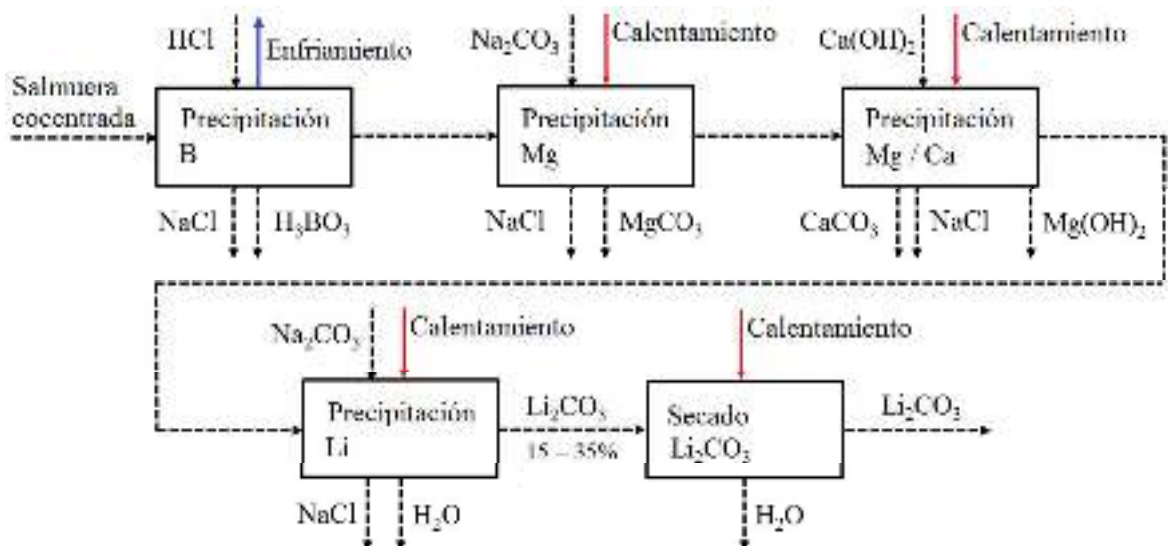 HCl
Enfriamiento
Na₂CO₃
Calentamiento
Ca(OH)₂
Calentamiento
Salmuera
cocentrada
Precipitación
B
Precipitación
Mg
Precipitación
Mg / Ca
NaCl
H₃BO₃
NaCl
MgCO₃
CaCO₃
NaCl
Mg(OH)₂
Na₂CO₃
Calentamiento
Calentamiento
Precipitación
Li
Li₂CO₃
15 – 35%
Secado
Li₂CO₃
Li₂CO₃
NaCl
H₂O
H₂O